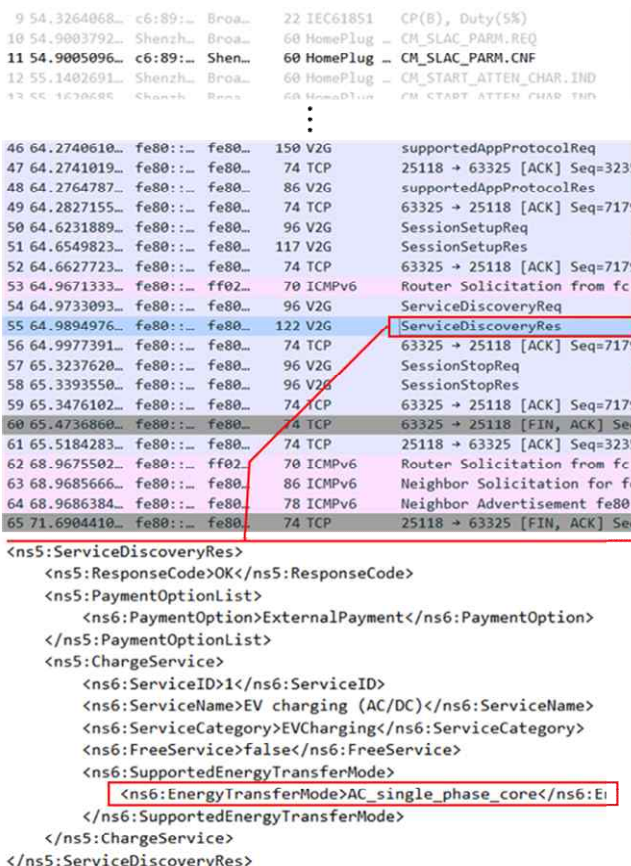 9 54.3264068… c6:89:… Broa… 22 IEC61851 CP(B), Duty(5%)
10 54.9003792… Shenzh… Broa… 60 HomePlug … CM_SLAC_PARM.REQ
11 54.9005096… c6:89:… Shen… 60 HomePlug … CM_SLAC_PARM.CNF
12 55.1402691… Shenzh… Broa… 60 HomePlug … CM_START_ATTEN_CHAR.IND
13 55.1620685 Shenzh Broa 60 HomePlug CM_START_ATTEN_CHAR.IND
46 64.2740610… fe80::… fe80… 150 V2G supportedAppProtocolReq
47 64.2741019… fe80::… fe80… 74 TCP 25118 → 63325 [ACK] Seq=323
48 64.2764787… fe80::… fe80… 86 V2G supportedAppProtocolRes
49 64.2827155… fe80::… fe80… 74 TCP 63325 → 25118 [ACK] Seq=717
50 64.6231889… fe80::… fe80… 96 V2G SessionSetupReq
51 64.6549823… fe80::… fe80… 117 V2G SessionSetupRes
52 64.6627723… fe80::… fe80… 74 TCP 63325 → 25118 [ACK] Seq=717
53 64.9671333… fe80::… ff02… 70 ICMPv6 Router Solicitation from fc
54 64.9733093… fe80::… fe80… 96 V2G ServiceDiscoveryReq
55 64.9894976… fe80::… fe80… 122 V2G ServiceDiscoveryRes
56 64.9977391… fe80::… fe80… 74 TCP 63325 → 25118 [ACK] Seq=717
57 65.3237620… fe80::… fe80… 96 V2G SessionStopReq
58 65.3393550… fe80::… fe80… 96 V2G SessionStopRes
59 65.3476102… fe80::… fe80… 74 TCP 63325 → 25118 [ACK] Seq=717
60 65.4736860… fe80::… fe80… 74 TCP 63325 → 25118 [FIN, ACK] Se
61 65.5184283… fe80::… fe80… 74 TCP 25118 → 63325 [ACK] Seq=323
62 68.9675502… fe80::… ff02… 70 ICMPv6 Router Solicitation from fc
63 68.9685666… fe80::… fe80… 86 ICMPv6 Neighbor Solicitation for f
64 68.9686384… fe80::… fe80… 78 ICMPv6 Neighbor Advertisement fe80
65 71.6904410… fe80::… fe80… 74 TCP 25118 → 63325 [FIN, ACK] Se
<ns5:ServiceDiscoveryRes>
<ns5:ResponseCode>OK</ns5:ResponseCode>
<ns5:PaymentOptionList>
<ns6:PaymentOption>ExternalPayment</ns6:PaymentOption>
</ns5:PaymentOptionList>
<ns5:ChargeService>
<ns6:ServiceID>1</ns6:ServiceID>
<ns6:ServiceName>EV charging (AC/DC)</ns6:ServiceName>
<ns6:ServiceCategory>EVCharging</ns6:ServiceCategory>
<ns6:FreeService>false</ns6:FreeService>
<ns6:SupportedEnergyTransferMode>
<ns6:EnergyTransferMode>AC_single_phase_core</ns6:E
</ns6:SupportedEnergyTransferMode>
</ns5:ChargeService>
</ns5:ServiceDiscoveryRes>